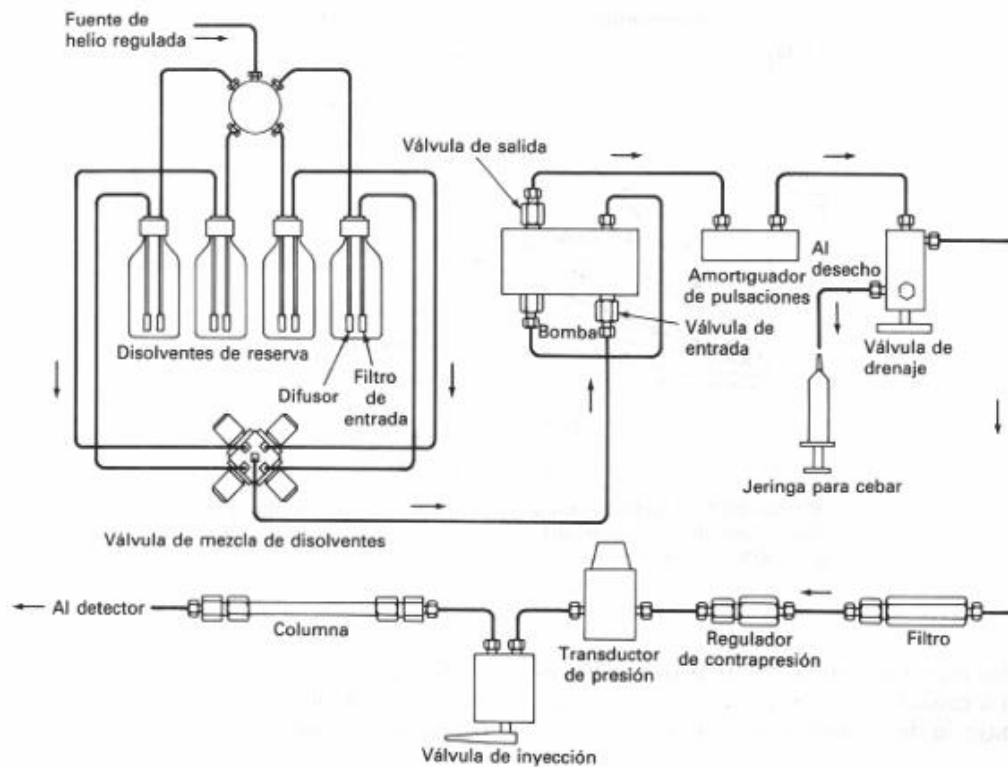 Fuente de
helio regulada
Válvula de salida
Al
desecho
Amortiguador
de pulsaciones
Bomba
Válvula de
entrada
Válvula de
drenaje
Disolventes de reserva
Difusor
Filtro
de
entrada
Jeringa para cebar
Válvula de mezcla de disolventes
Al detector
Columna
Transductor
de presión
Regulador
de contrapresión
Filtro
Válvula de inyección